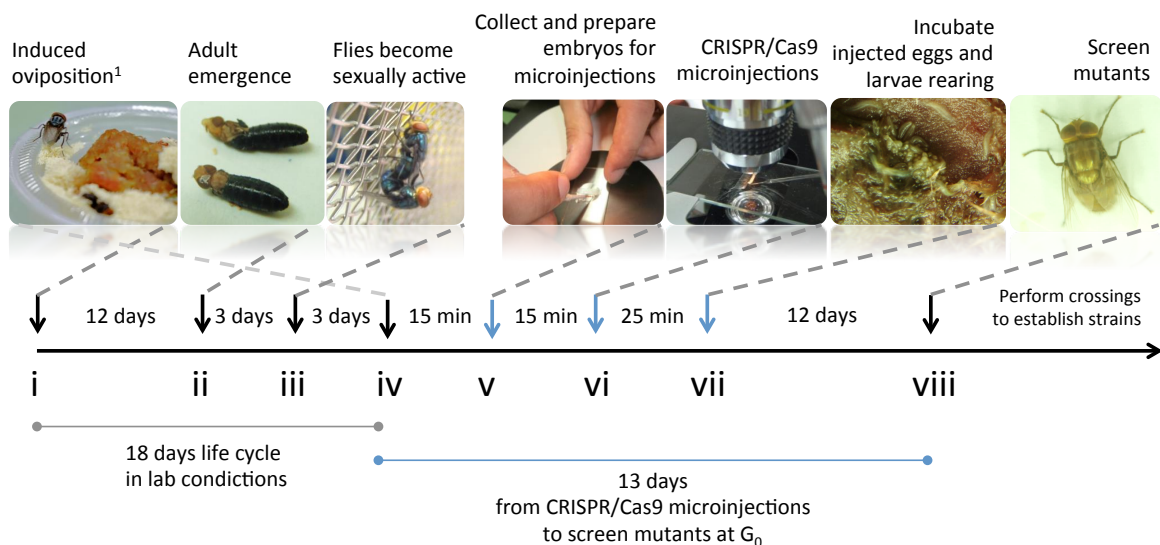 Induced
oviposition¹
Adult
emergence
Flies become
sexually active
Collect and prepare
embryos for
microinjections
CRISPR/Cas9
microinjections
Incubate
injected eggs and
larvae rearing
Screen
mutants
12 days
3 days
3 days
15 min
15 min
25 min
12 days
Perform crossings
to establish strains
i
ii
iii
iv
v
vi
vii
viii
18 days life cycle
in lab condictions
13 days
from CRISPR/Cas9 microinjections
to screen mutants at G₀